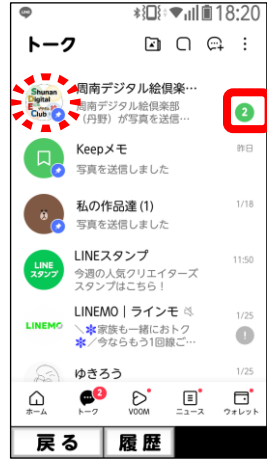 18:20
トーク
Shunan
Digital
E
Club
周南デジタル絵倶楽…
周南デジタル絵倶楽部
(丹野)が写真を送信…
2
Keepメモ
昨日
写真を送信しました
私の作品達 (1)
1/18
写真を送信しました
LINE
スタンプ
LINEスタンプ
11:50
今週の人気クリエイターズ
スタンプはこちら!
LINEMO
LINEMO|ラインモ
1/25
＼✱家族も一緒におトク
✱／今ならもう1回線ご…
ゆきろう
1/25
2
ホーム
トーク
VOOM
ニュース
ウォレット
戻る
履歴